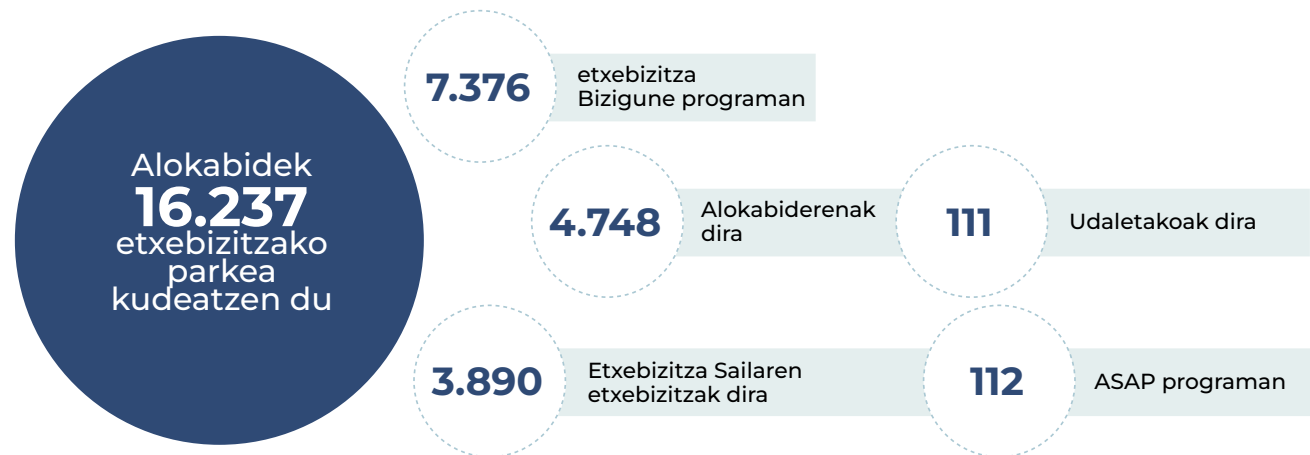 Alokabidek
16.237
etxebizitzako
parkea
kudeatzen du
7.376
etxebizitza
Bizigune programan
4.748
Alokabiderenak
dira
111
Udaletakoak dira
3.890
Etxebizitza Sailaren
etxebizitzak dira
112
ASAP programan